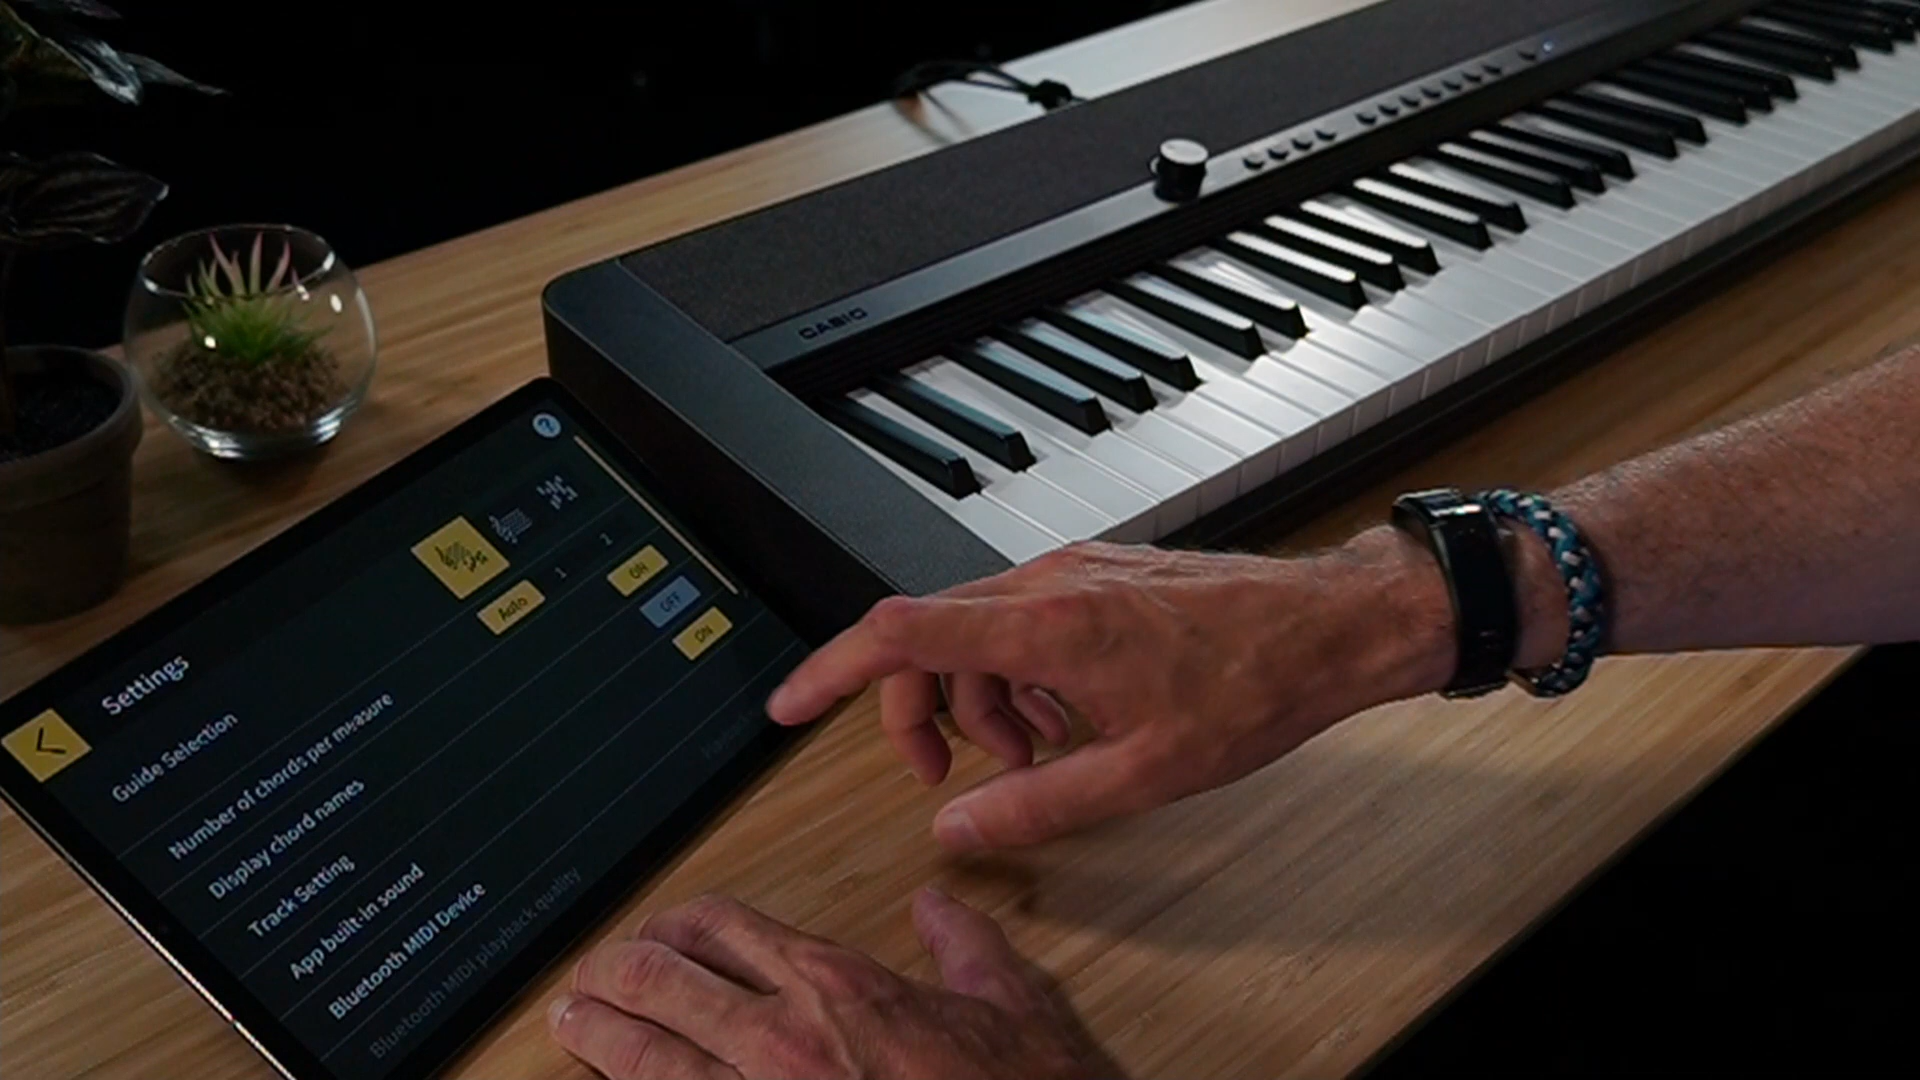 CASIO
?
Settings
Guide Selection
Number of chords per measure
Auto
1
2
Display chord names
ON
Track Setting
OFF
App built-in sound
ON
Bluetooth MIDI Device
Bluetooth MIDI playback quality